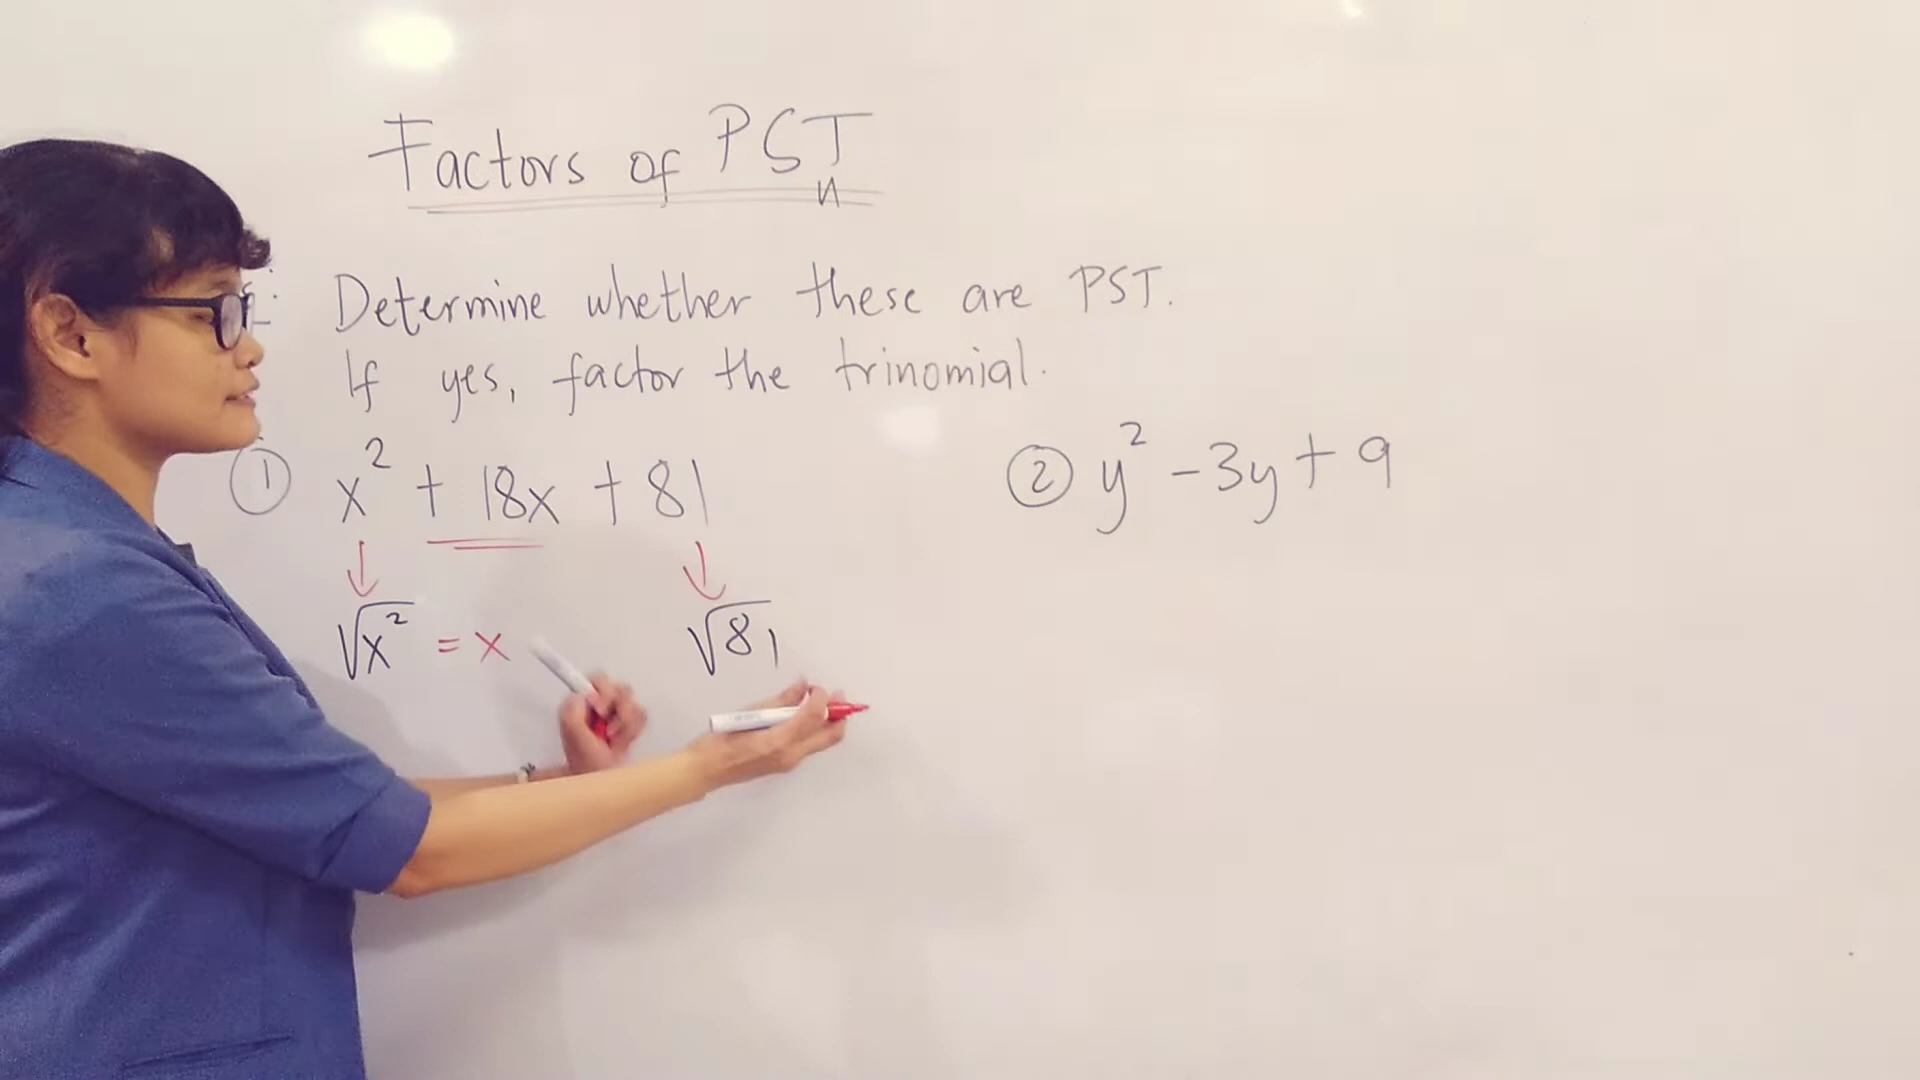 Factors of PST
Determine whether these are PST.
If yes, factor the trinomial.
① x² + 18x + 81
② y² - 3y + 9
√x² = x
√81